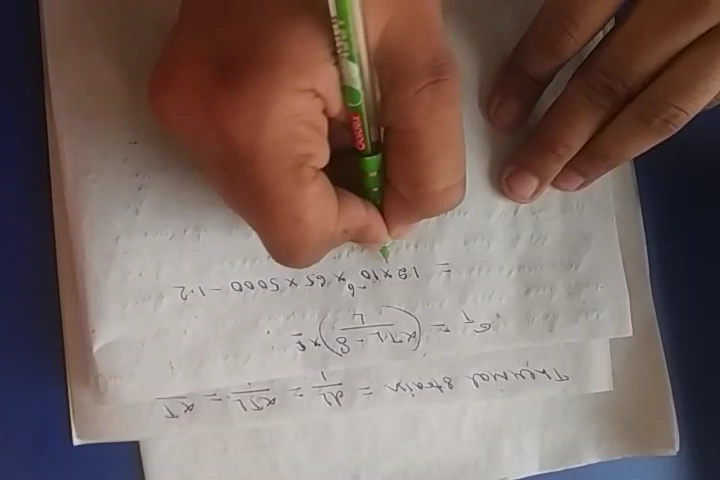 Thermal strain = dL/L = αTL/L = αT
σT = (αTL - δ / L) × E
= 12 × 10⁻⁶ × 65 × 5000 - 1.2